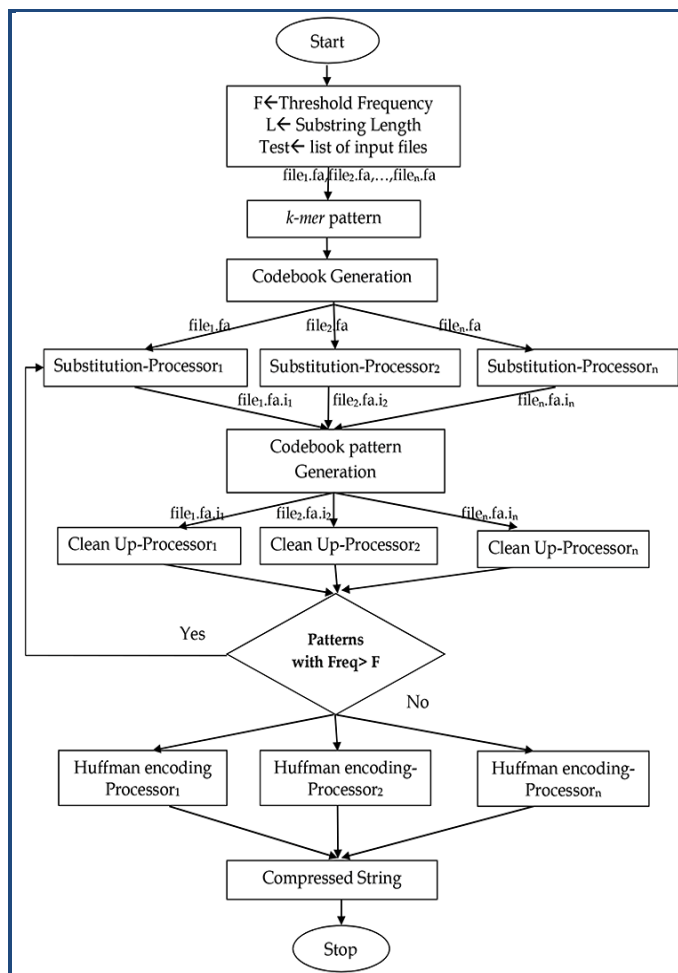 Start
F←Threshold Frequency
L← Substring Length
Test← list of input files
file₁.fa,file₂.fa,…,fileₙ.fa
k-mer pattern
Codebook Generation
file₁.fa
file₂.fa
fileₙ.fa
Substitution-Processor₁
Substitution-Processor₂
Substitution-Processorₙ
file₁.fa.i₁
file₂.fa.i₂
fileₙ.fa.iₙ
Codebook pattern
Generation
file₁.fa.i₁
file₂.fa.i₂
fileₙ.fa.iₙ
Clean Up-Processor₁
Clean Up-Processor₂
Clean Up-Processorₙ
Yes
Patterns
with Freq> F
No
Huffman encoding
Processor₁
Huffman encoding-
Processor₂
Huffman encoding-
Processorₙ
Compressed String
Stop